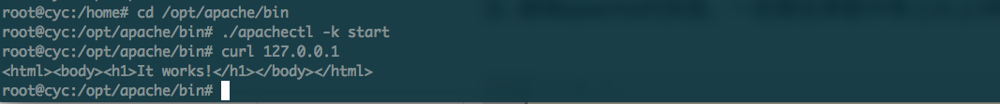 root@cyc:/home# cd /opt/apache/bin
root@cyc:/opt/apache/bin# ./apachectl -k start
root@cyc:/opt/apache/bin# curl 127.0.0.1
<html><body><h1>It works!</h1></body></html>
root@cyc:/opt/apache/bin#